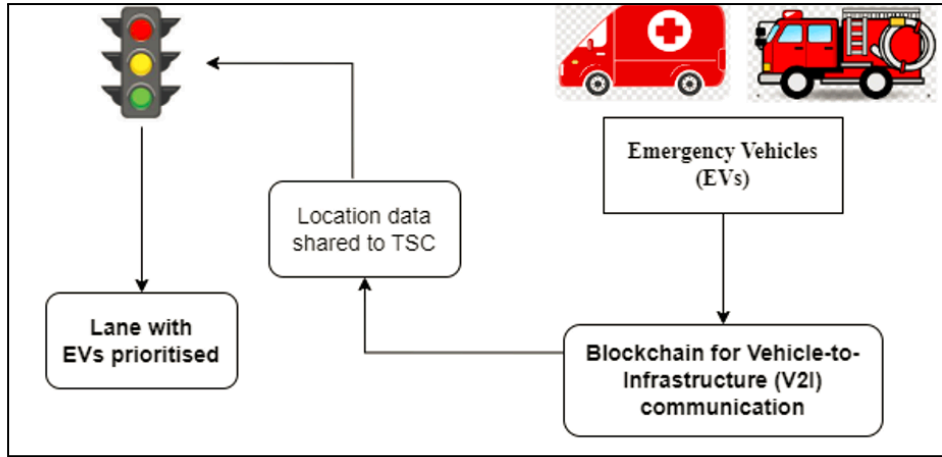 Emergency Vehicles
(EVs)
Location data
shared to TSC
Lane with
EVs prioritised
Blockchain for Vehicle-to-
Infrastructure (V2I)
communication